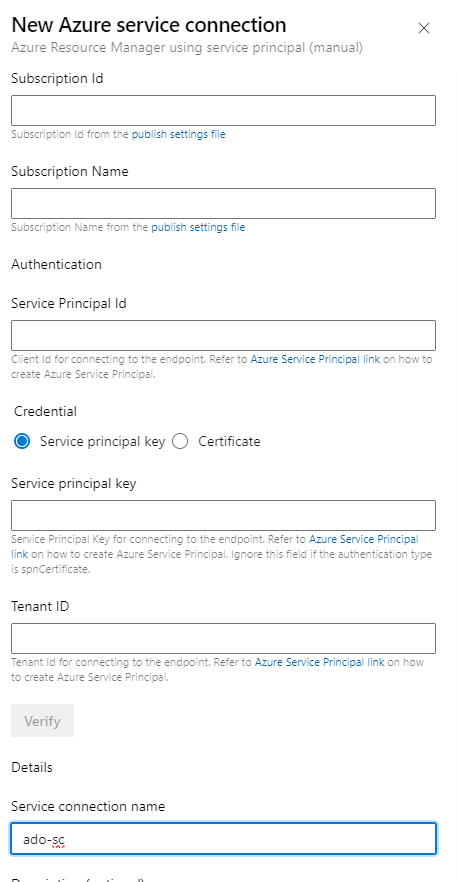 New Azure service connection
Azure Resource Manager using service principal (manual)
Subscription Id
Subscription Id from the publish settings file
Subscription Name
Subscription Name from the publish settings file
Authentication
Service Principal Id
Client Id for connecting to the endpoint. Refer to Azure Service Principal link on how to
create Azure Service Principal.
Credential
Service principal key Certificate
Service principal key
Service Principal Key for connecting to the endpoint. Refer to Azure Service Principal
link on how to create Azure Service Principal. Ignore this field if the authentication type
is spnCertificate.
Tenant ID
Tenant Id for connecting to the endpoint. Refer to Azure Service Principal link on how
to create Azure Service Principal.
Verify
Details
Service connection name
ado-sc
Description (optional)